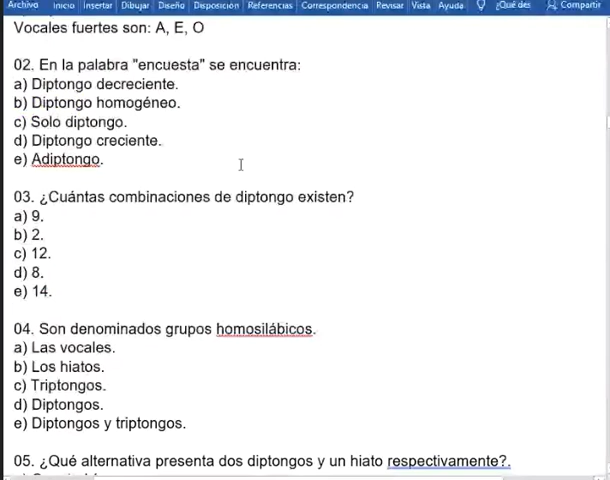 Archivo Inicio Insertar Dibujar Diseño Disposición Referencias Correspondencia Revisar Vista Ayuda ¿Qué des Compartir
Vocales fuertes son: A, E, O
02. En la palabra "encuesta" se encuentra:
a) Diptongo decreciente.
b) Diptongo homogéneo.
c) Solo diptongo.
d) Diptongo creciente.
e) Adiptongo.
03. ¿Cuántas combinaciones de diptongo existen?
a) 9.
b) 2.
c) 12.
d) 8.
e) 14.
04. Son denominados grupos homosilábicos.
a) Las vocales.
b) Los hiatos.
c) Triptongos.
d) Diptongos.
e) Diptongos y triptongos.
05. ¿Qué alternativa presenta dos diptongos y un hiato respectivamente?.